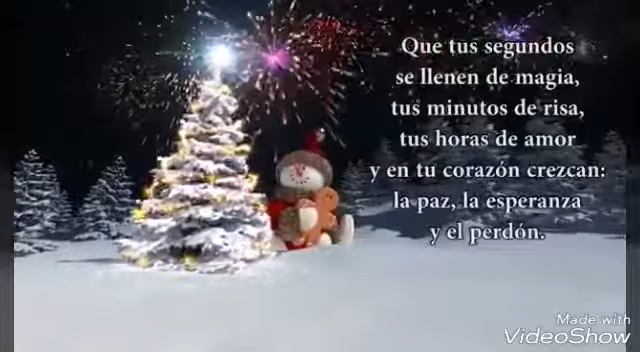 Que tus segundos
se llenen de magia,
tus minutos de risa,
tus horas de amor
y en tu corazón crezcan:
la paz, la esperanza
y el perdón.
Made with
VideoShow